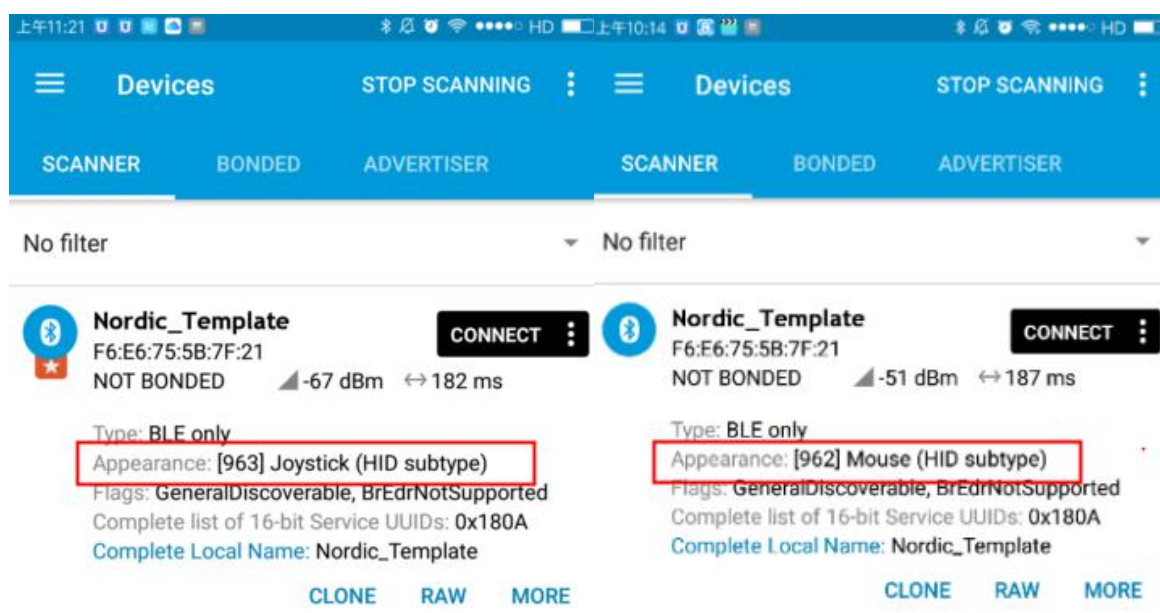 上午11:21 HD
Devices STOP SCANNING
SCANNER BONDED ADVERTISER
No filter
Nordic_Template
F6:E6:75:5B:7F:21
CONNECT
NOT BONDED -67 dBm 182 ms
Type: BLE only
Appearance: [963] Joystick (HID subtype)
Flags: GeneralDiscoverable, BrEdrNotSupported
Complete list of 16-bit Service UUIDs: 0x180A
Complete Local Name: Nordic_Template
CLONE RAW MORE
上午10:14 HD
Devices STOP SCANNING
SCANNER BONDED ADVERTISER
No filter
Nordic_Template
F6:E6:75:5B:7F:21
CONNECT
NOT BONDED -51 dBm 187 ms
Type: BLE only
Appearance: [962] Mouse (HID subtype)
Flags: GeneralDiscoverable, BrEdrNotSupported
Complete list of 16-bit Service UUIDs: 0x180A
Complete Local Name: Nordic_Template
CLONE RAW MORE